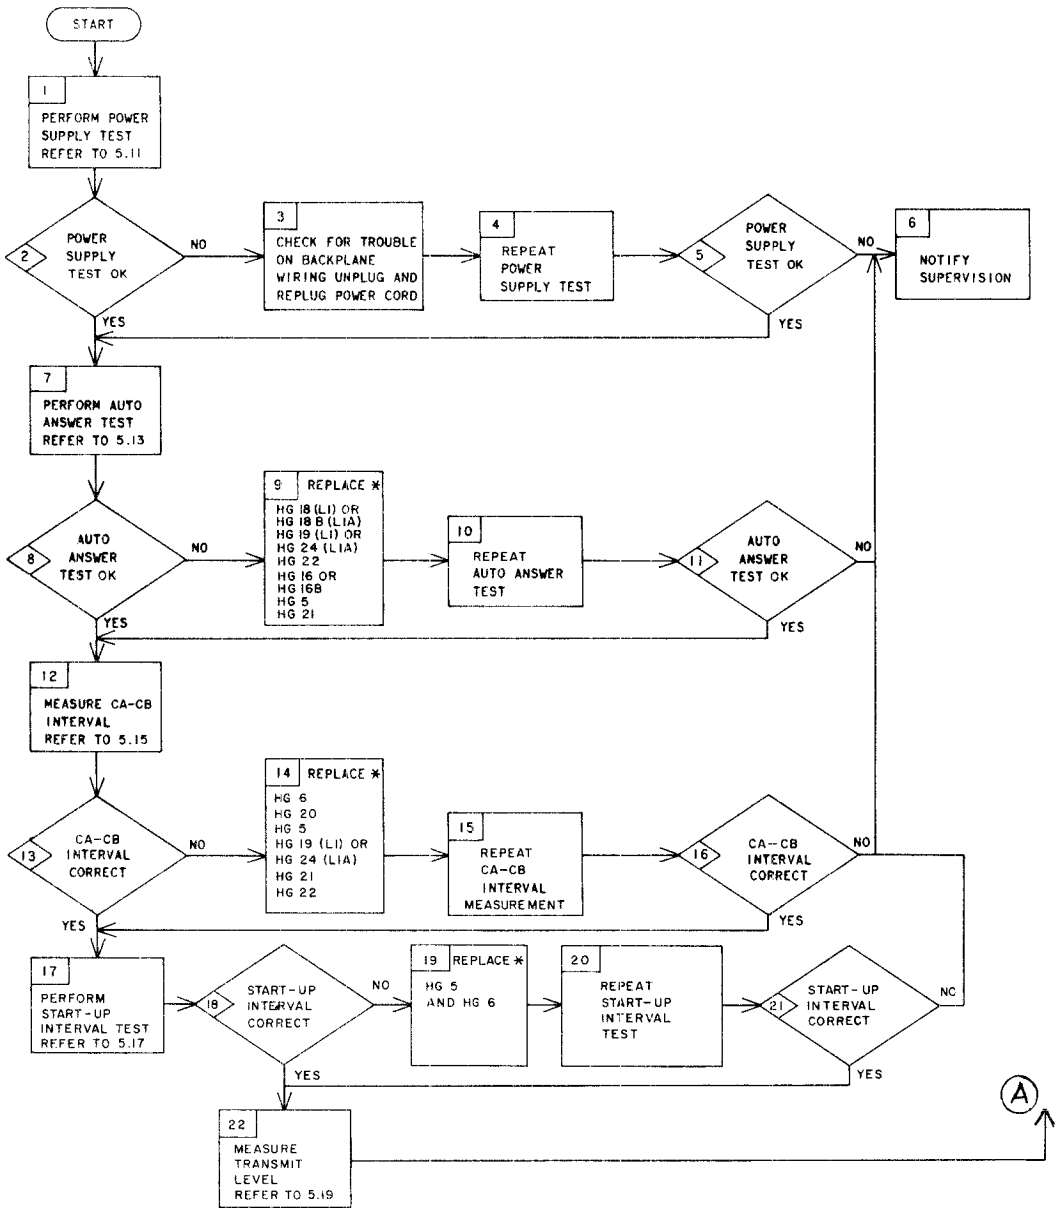 START
1
PERFORM POWER
SUPPLY TEST
REFER TO 5.11
2
POWER
SUPPLY
TEST OK
NO
YES
3
CHECK FOR TROUBLE
ON BACKPLANE
WIRING UNPLUG AND
REPLUG POWER CORD
4
REPEAT
POWER
SUPPLY TEST
5
POWER
SUPPLY
TEST OK
NO
YES
6
NOTIFY
SUPERVISION
7
PERFORM AUTO
ANSWER TEST
REFER TO 5.13
8
AUTO
ANSWER
TEST OK
NO
YES
9 REPLACE *
HG 18 (L1) OR
HG 18 B (L1A)
HG 19 (L1) OR
HG 24 (L1A)
HG 22
HG 16 OR
HG 16B
HG 5
HG 21
10
REPEAT
AUTO ANSWER
TEST
11
AUTO
ANSWER
TEST OK
NO
YES
12
MEASURE CA-CB
INTERVAL
REFER TO 5.15
13
CA-CB
INTERVAL
CORRECT
NO
YES
14 REPLACE *
HG 6
HG 20
HG 5
HG 19 (L1) OR
HG 24 (L1A)
HG 21
HG 22
15
REPEAT
CA-CB
INTERVAL
MEASUREMENT
16
CA--CB
INTERVAL
CORRECT
NO
YES
17
PERFORM
START-UP
INTERVAL TEST
REFER TO 5.17
18
START-UP
INTERVAL
CORRECT
NO
YES
19 REPLACE *
HG 5
AND HG 6
20
REPEAT
START-UP
INTERVAL
TEST
21
START-UP
INTERVAL
CORRECT
NO
YES
22
MEASURE
TRANSMIT
LEVEL
REFER TO 5.19
A